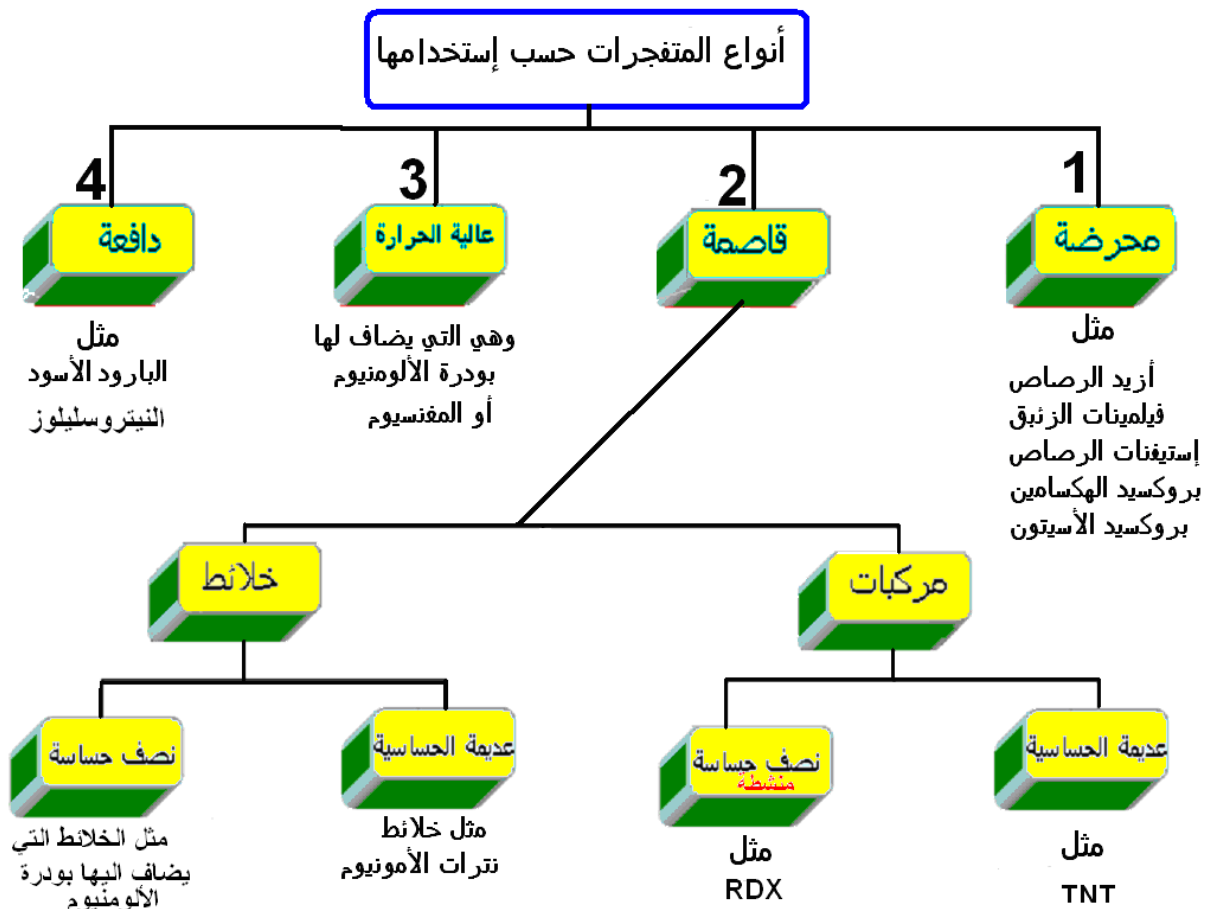 أنواع المتفجرات حسب إستخدامها
1
محرضة
مثل
أزيد الرصاص
فيلمينات الزئبق
إستيفنات الرصاص
بروكسيد الهكسامين
بروكسيد الأسيتون
2
قاصمة
3
عالية الحرارة
وهي التي يضاف لها
بودرة الألومنيوم
أو المغنسيوم
4
دافعة
مثل
البارود الأسود
النيتروسليلوز
مركبات
عديمة الحساسية
مثل
TNT
نصف حساسة
منشطة
مثل
RDX
خلائط
عديمة الحساسية
مثل خلائط
نترات الأمونيوم
نصف حساسة
مثل الخلائط التي
يضاف اليها بودرة
الألومنيوم